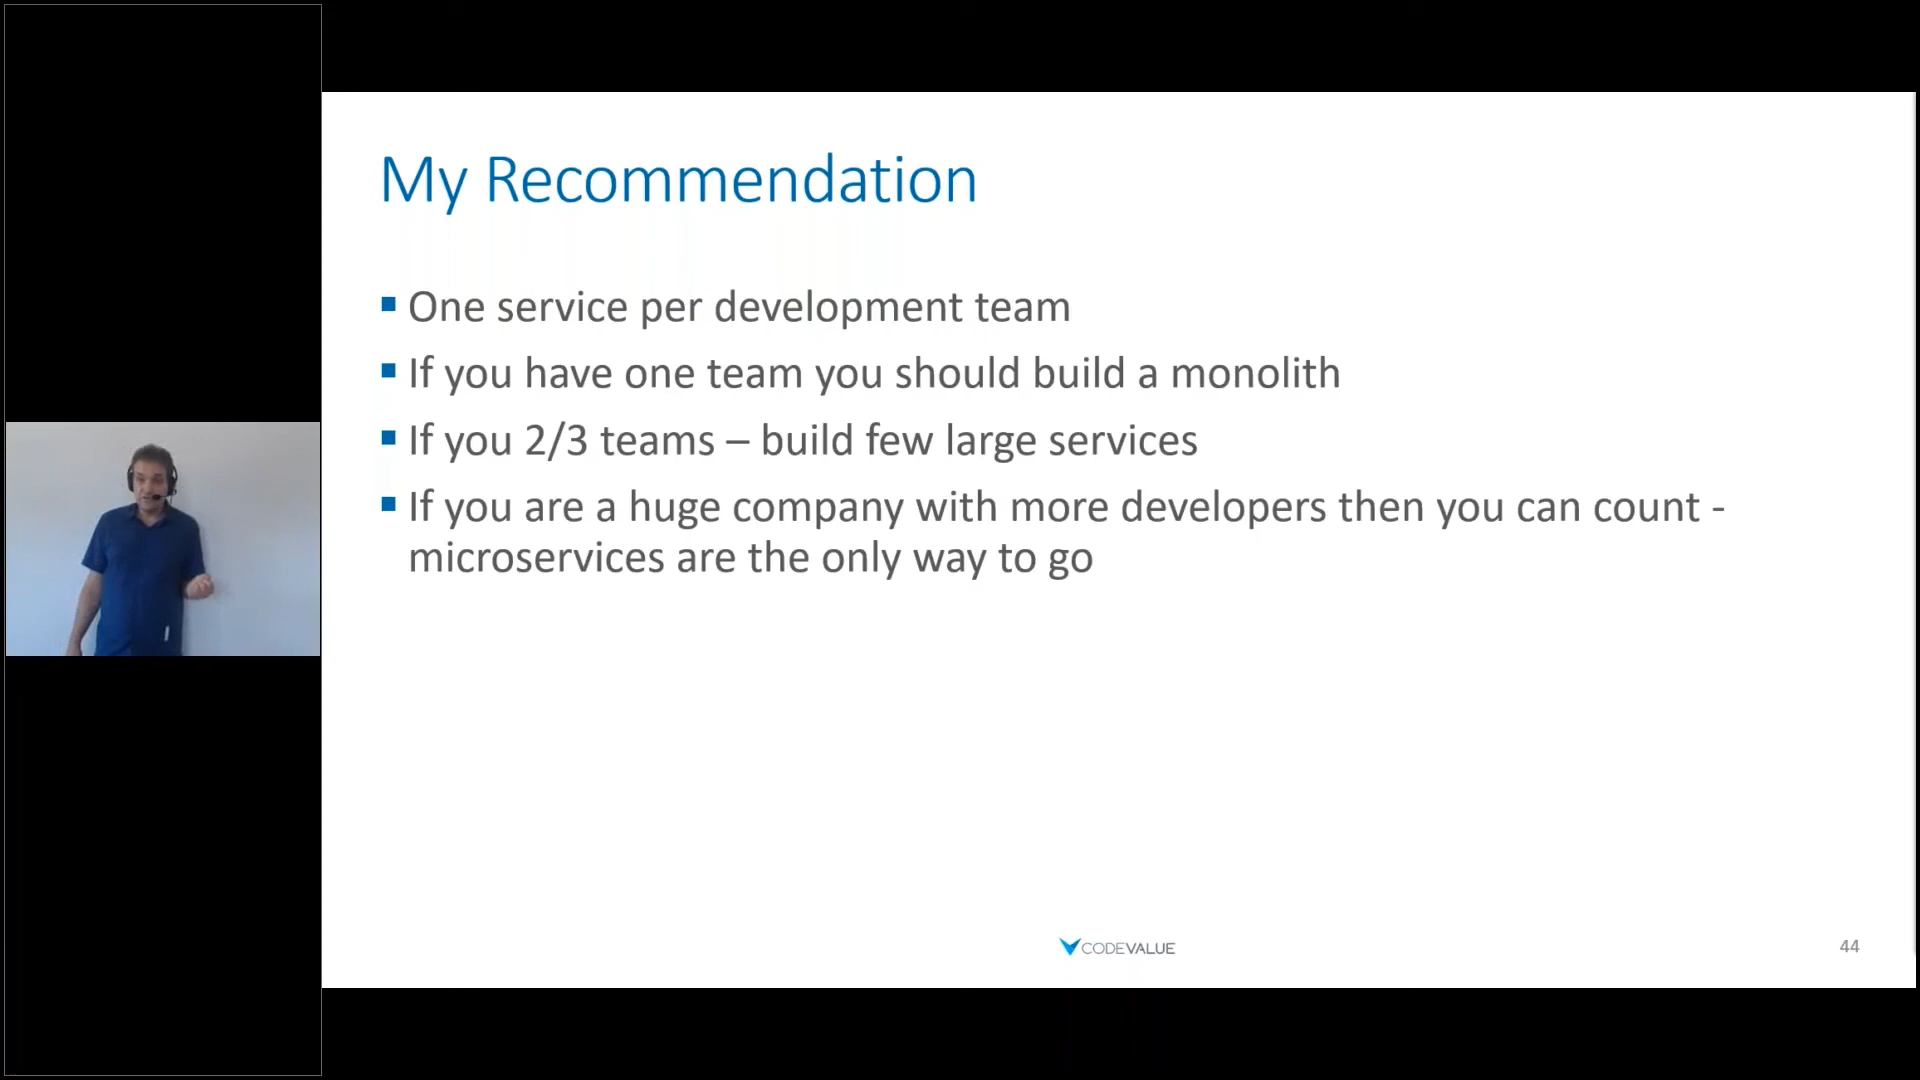 My Recommendation
One service per development team
If you have one team you should build a monolith
If you 2/3 teams – build few large services
If you are a huge company with more developers then you can count -
microservices are the only way to go
CODEVALUE
44